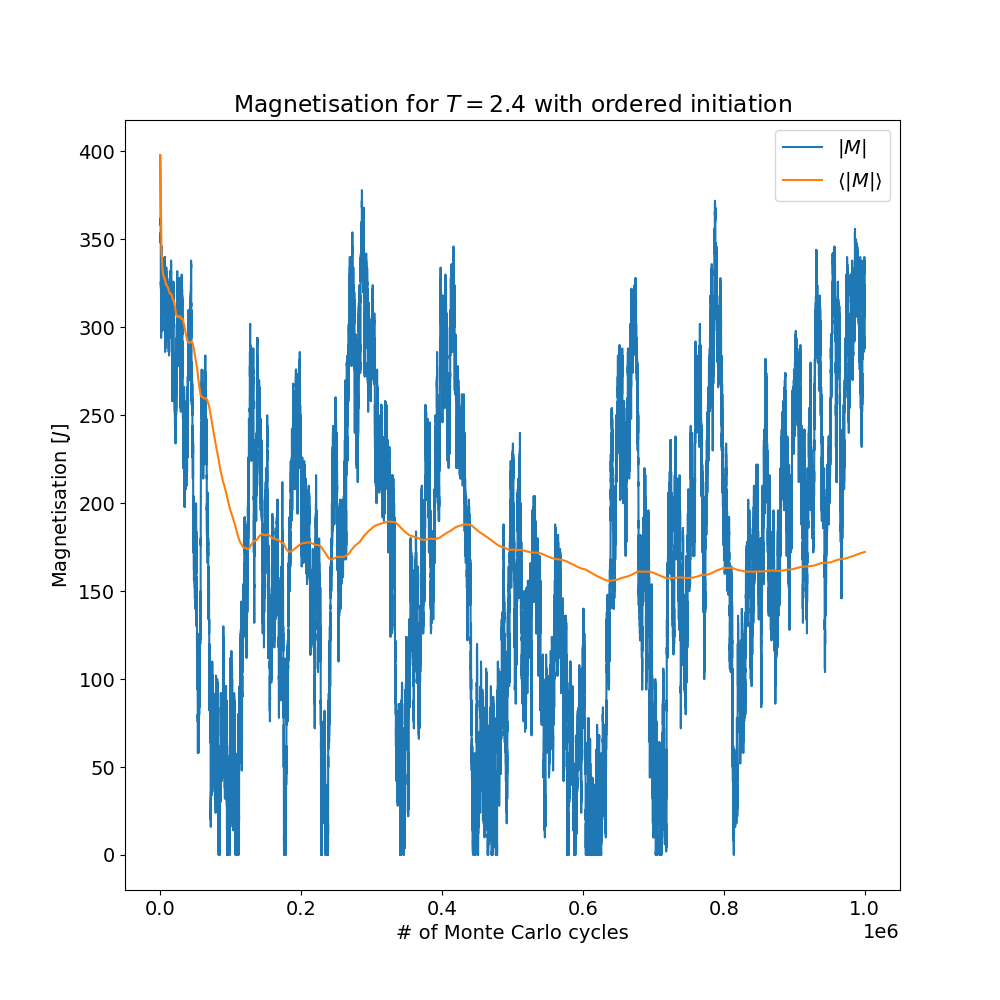 Magnetisation for T = 2.4 with ordered initiation
|M|
⟨|M|⟩
Magnetisation [J]
400
350
300
250
200
150
100
50
0
0.0 0.2 0.4 0.6 0.8 1.0
1e6
# of Monte Carlo cycles